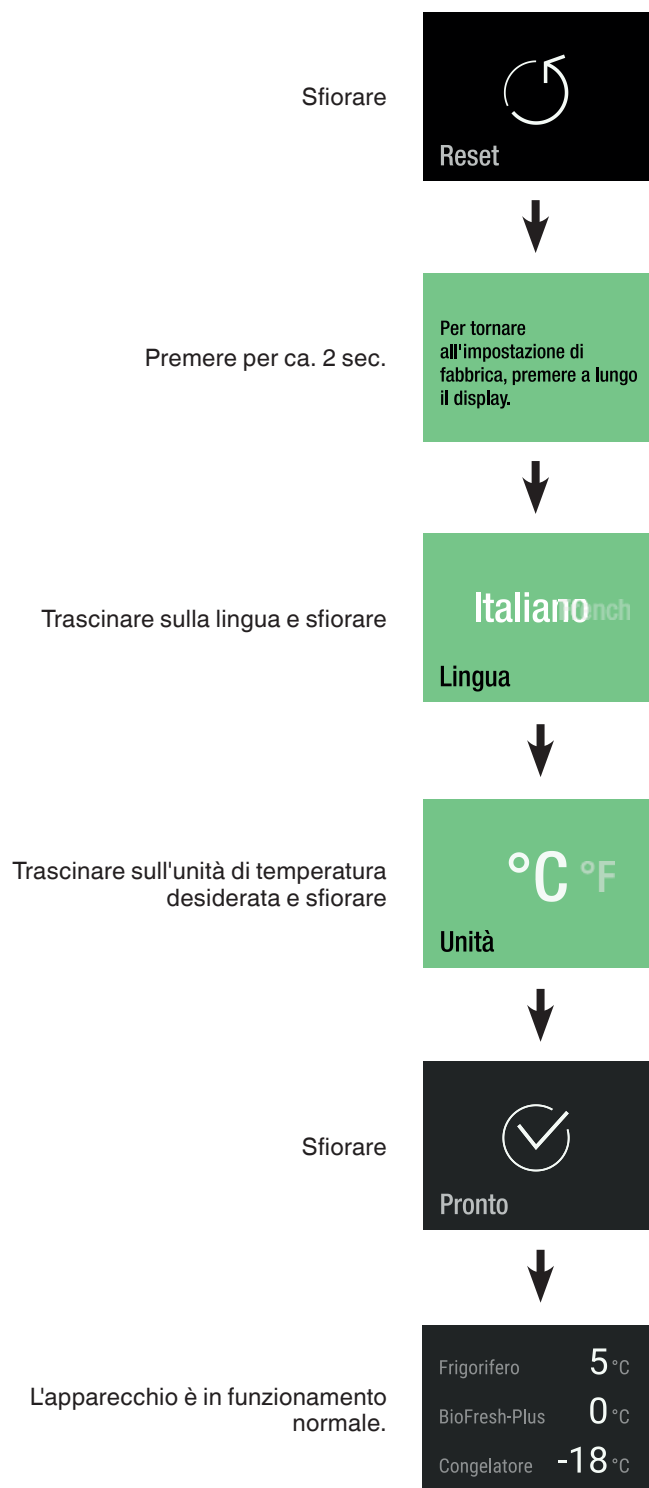 Sfiorare
Reset
Premere per ca. 2 sec.
Per tornare
all'impostazione di
fabbrica, premere a lungo
il display.
Trascinare sulla lingua e sfiorare
Italiano French
Lingua
Trascinare sull'unità di temperatura
desiderata e sfiorare
°C °F
Unità
Sfiorare
Pronto
L'apparecchio è in funzionamento
normale.
Frigorifero 5 °C
BioFresh-Plus 0 °C
Congelatore -18 °C